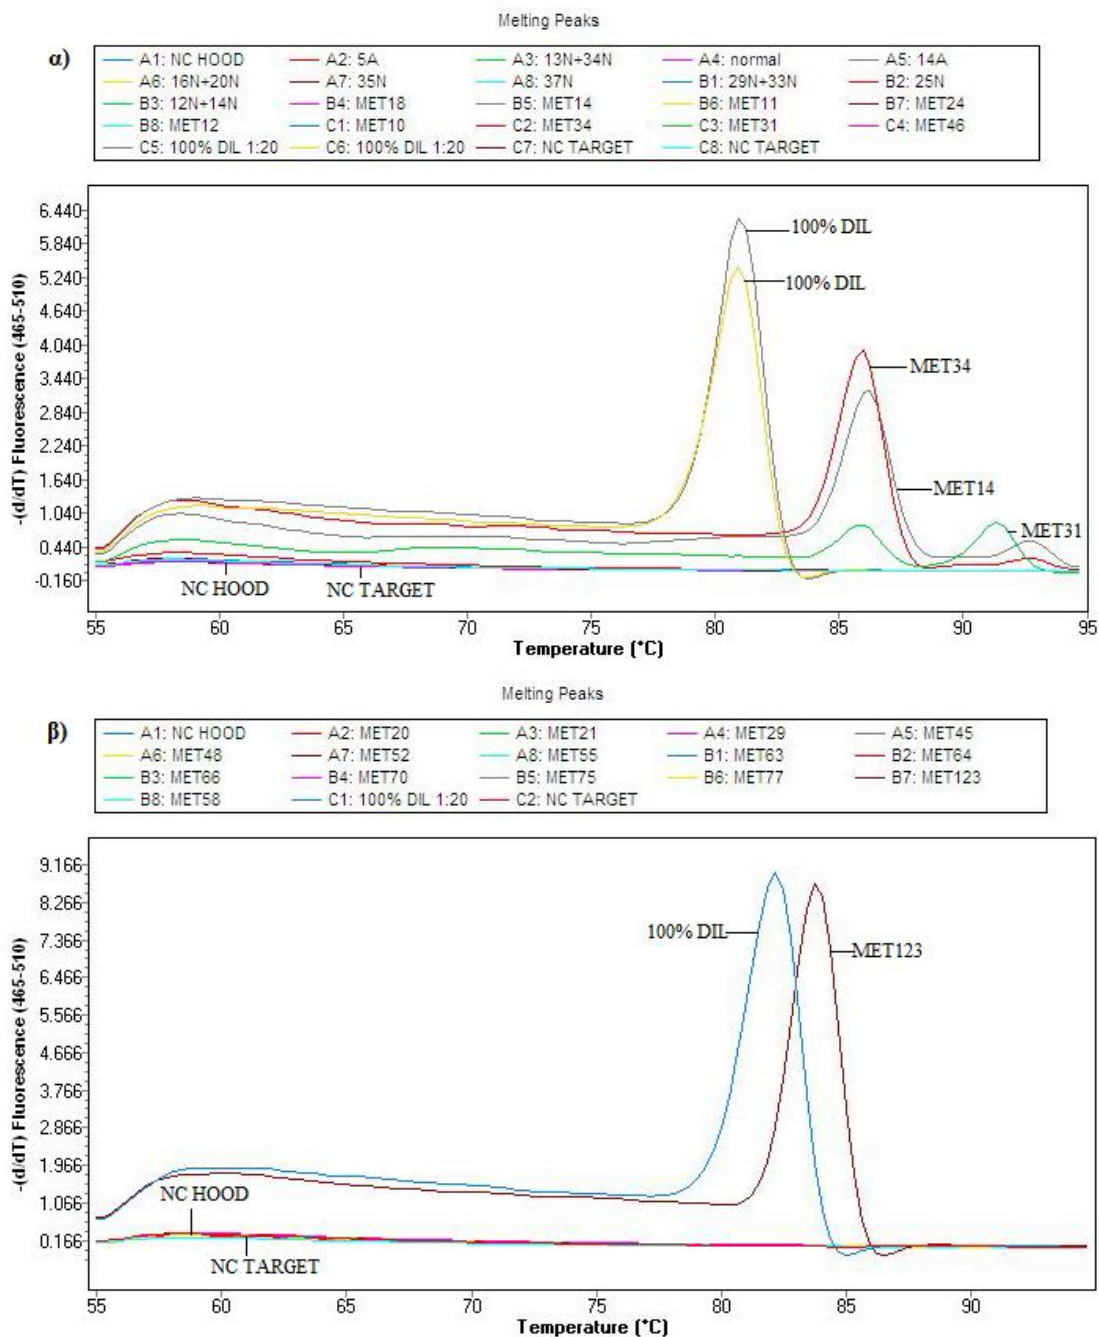 Melting Peaks
α)
A1: NC HOOD A2: 5A A3: 13N+34N A4: normal A5: 14A
A6: 16N+20N A7: 35N A8: 37N B1: 29N+33N B2: 25N
B3: 12N+14N B4: MET18 B5: MET14 B6: MET11 B7: MET24
B8: MET12 C1: MET10 C2: MET34 C3: MET31 C4: MET46
C5: 100% DIL 1:20 C6: 100% DIL 1:20 C7: NC TARGET C8: NC TARGET
-(d/dT) Fluorescence (465-510)
6.440
5.840
5.240
4.640
4.040
3.440
2.840
2.240
1.640
1.040
0.440
-0.160
100% DIL
100% DIL
MET34
MET14
MET31
NC HOOD NC TARGET
55 60 65 70 75 80 85 90 95
Temperature (°C)
Melting Peaks
β)
A1: NC HOOD A2: MET20 A3: MET21 A4: MET29 A5: MET45
A6: MET48 A7: MET52 A8: MET55 B1: MET63 B2: MET64
B3: MET66 B4: MET70 B5: MET75 B6: MET77 B7: MET123
B8: MET58 C1: 100% DIL 1:20 C2: NC TARGET
-(d/dT) Fluorescence (465-510)
9.166
8.266
7.366
6.466
5.566
4.666
3.766
2.866
1.966
1.066
0.166
100% DIL
MET123
NC HOOD
NC TARGET
55 60 65 70 75 80 85 90
Temperature (°C)